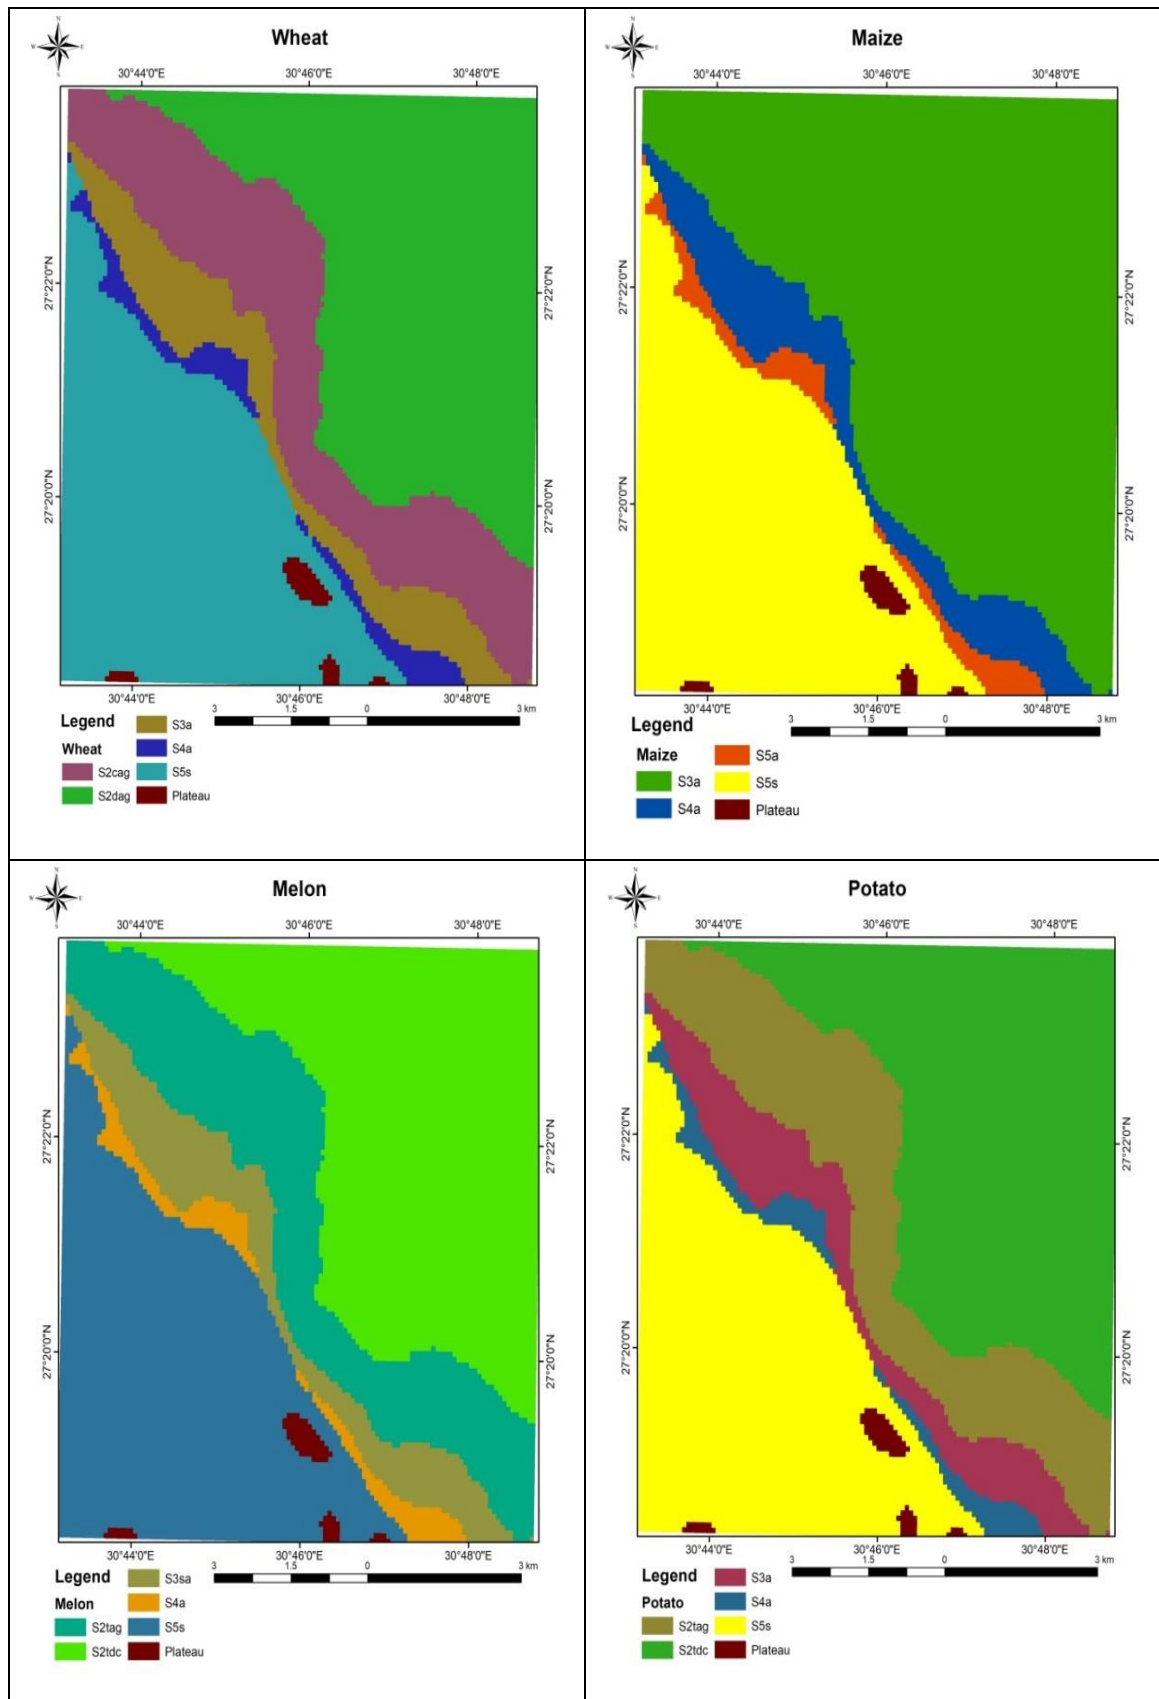 Wheat
N
W E
S
30°44'0"E 30°46'0"E 30°48'0"E
27°22'0"N 27°22'0"N
27°20'0"N 27°20'0"N
30°44'0"E 30°46'0"E 30°48'0"E
3 1.5 0 3 km
Legend
Wheat
S2cag
S2dag
S3a
S4a
S5s
Plateau
Maize
N
W E
S
30°44'0"E 30°46'0"E 30°48'0"E
27°22'0"N 27°22'0"N
27°20'0"N 27°20'0"N
30°44'0"E 30°46'0"E 30°48'0"E
3 1.5 0 3 km
Legend
Maize
S3a
S4a
S5a
S5s
Plateau
Melon
N
W E
S
30°44'0"E 30°46'0"E 30°48'0"E
27°22'0"N 27°22'0"N
27°20'0"N 27°20'0"N
30°44'0"E 30°46'0"E 30°48'0"E
3 1.5 0 3 km
Legend
Melon
S2tag
S2tdc
S3sa
S4a
S5s
Plateau
Potato
N
W E
S
30°44'0"E 30°46'0"E 30°48'0"E
27°22'0"N 27°22'0"N
27°20'0"N 27°20'0"N
30°44'0"E 30°46'0"E 30°48'0"E
3 1.5 0 3 km
Legend
Potato
S2tag
S2tdc
S3a
S4a
S5s
Plateau